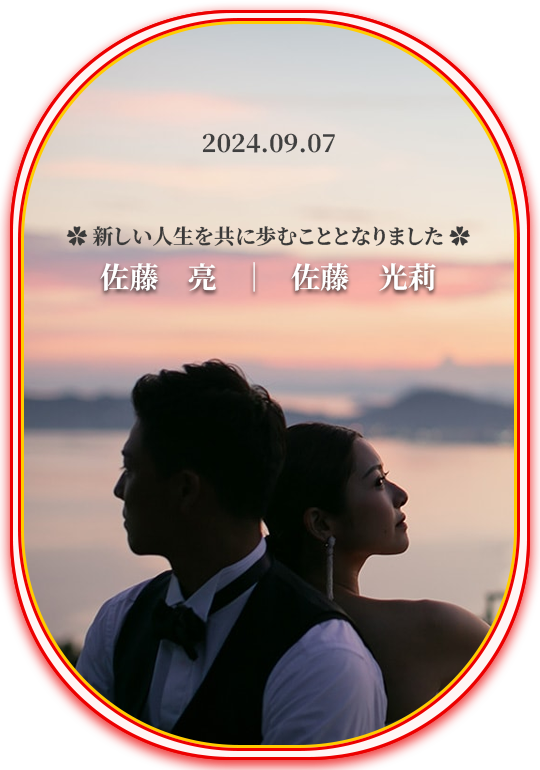 2024.09.07
✽ 新しい人生を共に歩むこととなりました ✽
佐藤　亮 ｜ 佐藤　光莉